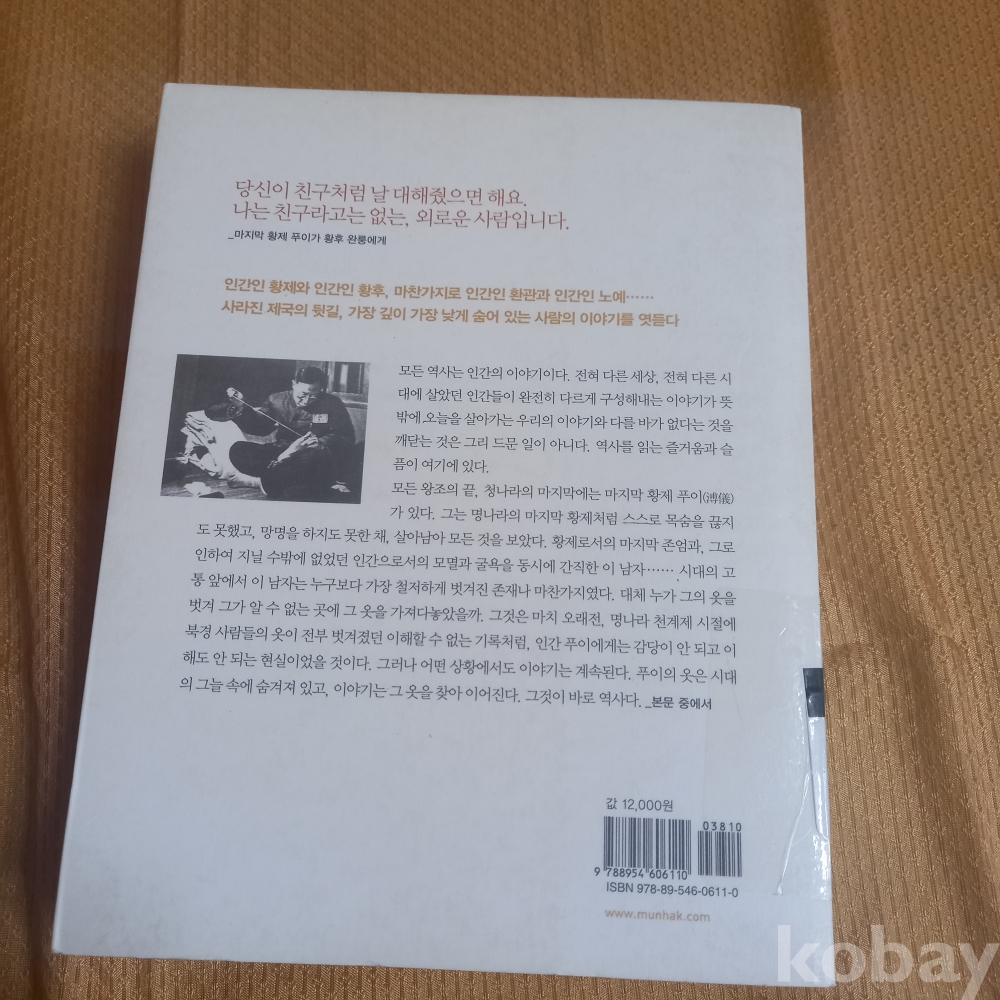 당신이 친구처럼 날 대해줬으면 해요.
나는 친구라고는 없는, 외로운 사람입니다.
_마지막 황제 푸이가 황후 완룽에게
인간인 황제와 인간인 황후, 마찬가지로 인간인 환관과 인간인 노예……
사라진 제국의 뒷길, 가장 깊이 가장 낮게 숨어 있는 사람의 이야기를 엿듣다
모든 역사는 인간의 이야기이다. 전혀 다른 세상, 전혀 다른 시
대에 살았던 인간들이 완전히 다르게 구성해내는 이야기가 뜻
밖에 오늘을 살아가는 우리의 이야기와 다를 바가 없다는 것을
깨닫는 것은 그리 드문 일이 아니다. 역사를 읽는 즐거움과 슬
픔이 여기에 있다.
모든 왕조의 끝, 청나라의 마지막에는 마지막 황제 푸이(溥儀)
가 있다. 그는 명나라의 마지막 황제처럼 스스로 목숨을 끊지
도 못했고, 망명을 하지도 못한 채, 살아남아 모든 것을 보았다. 황제로서의 마지막 존엄과, 그로
인하여 지닐 수밖에 없었던 인간으로서의 모멸과 굴욕을 동시에 간직한 이 남자…… 시대의 고
통 앞에서 이 남자는 누구보다 가장 철저하게 벗겨진 존재나 마찬가지였다. 대체 누가 그의 옷을
벗겨 그가 알 수 없는 곳에 그 옷을 가져다놓았을까. 그것은 마치 오래전, 명나라 천계제 시절에
북경 사람들의 옷이 전부 벗겨졌던 이해할 수 없는 기록처럼, 인간 푸이에게는 감당이 안 되고 이
해도 안 되는 현실이었을 것이다. 그러나 어떤 상황에서도 이야기는 계속된다. 푸이의 옷은 시대
의 그늘 속에 숨겨져 있고, 이야기는 그 옷을 찾아 이어진다. 그것이 바로 역사다. _본문 중에서
값 12,000원
03810
9 788954 606110
ISBN 978-89-546-0611-0
www.munhak.com
kobay